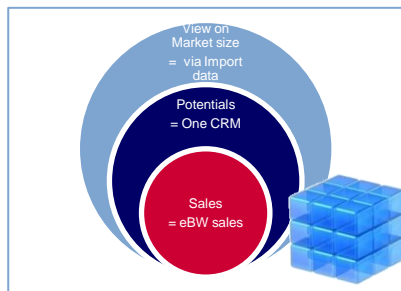 View on
Market size
= via Import
data
Potentials
= One CRM
Sales
= eBW sales